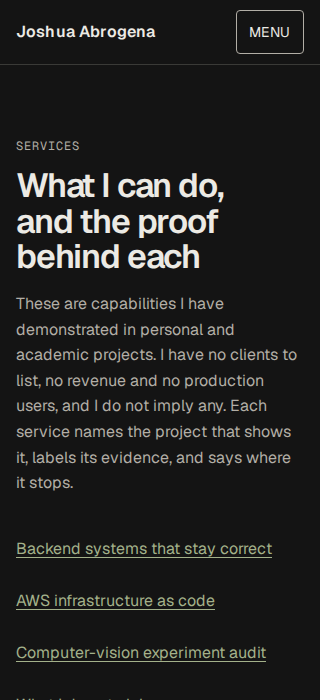 Joshua Abrogena
MENU
SERVICES
What I can do,
and the proof
behind each
These are capabilities I have
demonstrated in personal and
academic projects. I have no clients to
list, no revenue and no production
users, and I do not imply any. Each
service names the project that shows
it, labels its evidence, and says where
it stops.
Backend systems that stay correct
AWS infrastructure as code
Computer-vision experiment audit